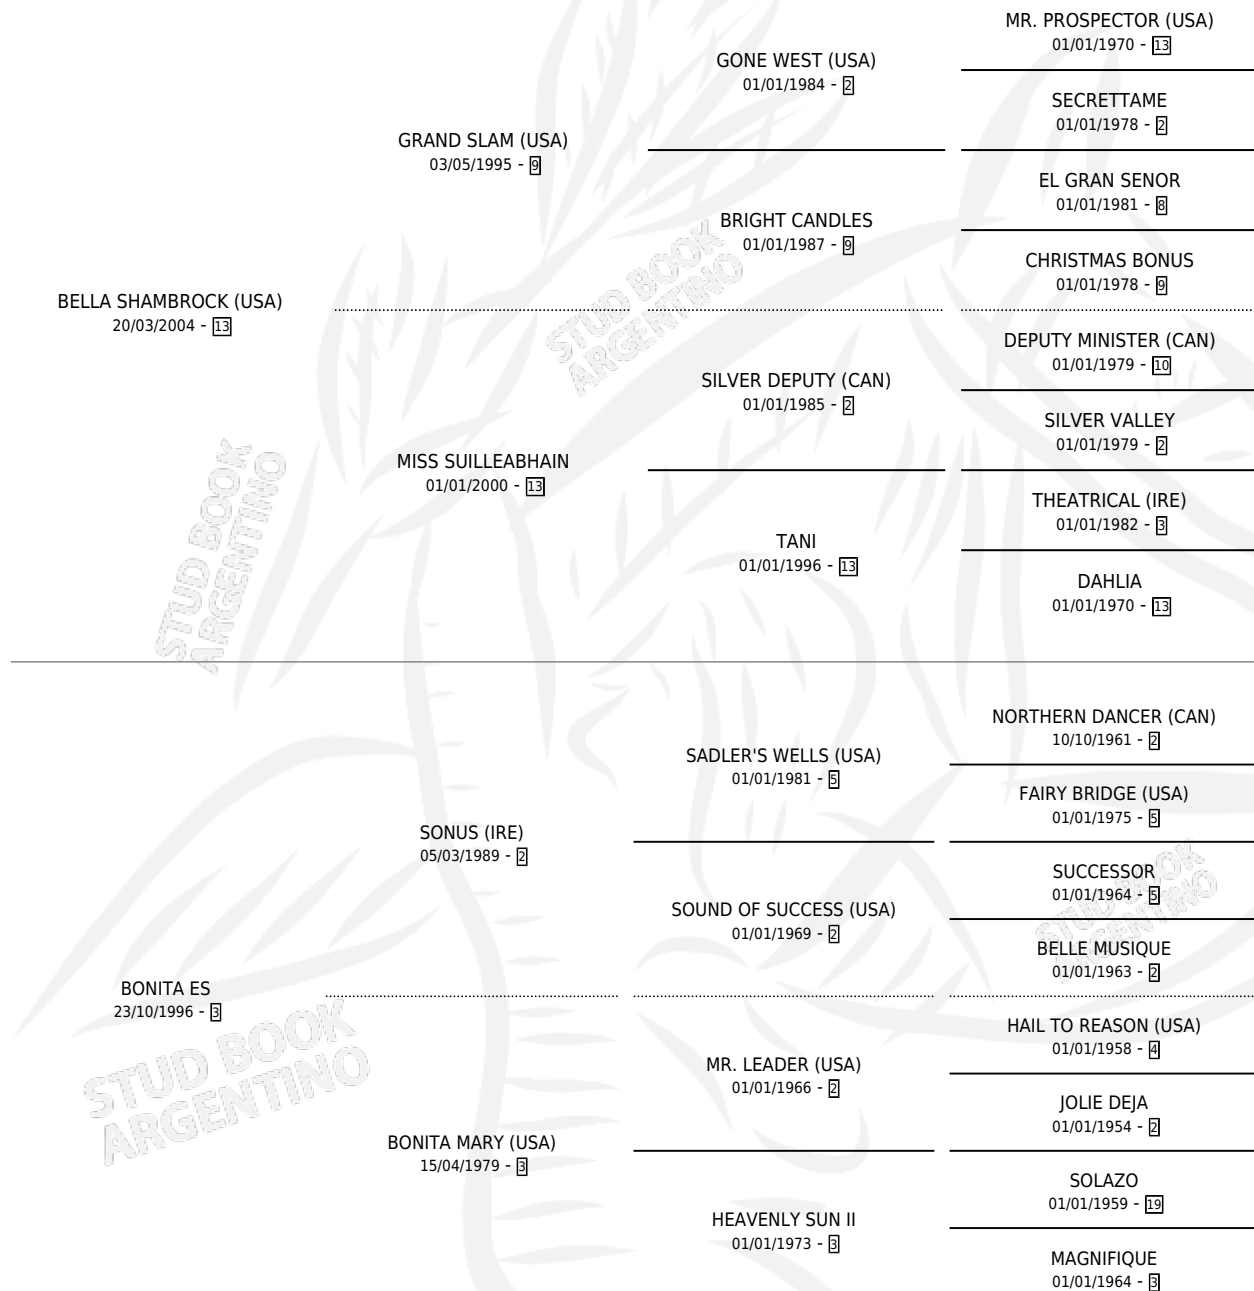 MR. PROSPECTOR (USA)
01/01/1970 - 13
GONE WEST (USA)
01/01/1984 - 2
SECRETTAME
01/01/1978 - 2
GRAND SLAM (USA)
03/05/1995 - 9
EL GRAN SENOR
01/01/1981 - 8
BRIGHT CANDLES
01/01/1987 - 9
CHRISTMAS BONUS
01/01/1978 - 9
BELLA SHAMBROCK (USA)
20/03/2004 - 13
DEPUTY MINISTER (CAN)
01/01/1979 - 10
SILVER DEPUTY (CAN)
01/01/1985 - 2
SILVER VALLEY
01/01/1979 - 2
MISS SUILLEABHAIN
01/01/2000 - 13
THEATRICAL (IRE)
01/01/1982 - 3
TANI
01/01/1996 - 13
DAHLIA
01/01/1970 - 13
STUD BOOK
ARGENTINO
STUD BOOK
ARGENTINO
NORTHERN DANCER (CAN)
10/10/1961 - 2
SADLER'S WELLS (USA)
01/01/1981 - 5
FAIRY BRIDGE (USA)
01/01/1975 - 5
SONUS (IRE)
05/03/1989 - 2
SUCCESSOR
01/01/1964 - 5
SOUND OF SUCCESS (USA)
01/01/1969 - 2
BELLE MUSIQUE
01/01/1963 - 2
BONITA ES
23/10/1996 - 3
HAIL TO REASON (USA)
01/01/1958 - 4
MR. LEADER (USA)
01/01/1966 - 2
JOLIE DEJA
01/01/1954 - 2
BONITA MARY (USA)
15/04/1979 - 3
SOLAZO
01/01/1959 - 19
HEAVENLY SUN II
01/01/1973 - 3
MAGNIFIQUE
01/01/1964 - 3
STUD BOOK
ARGENTINO
STUD BOOK
ARGENTINO